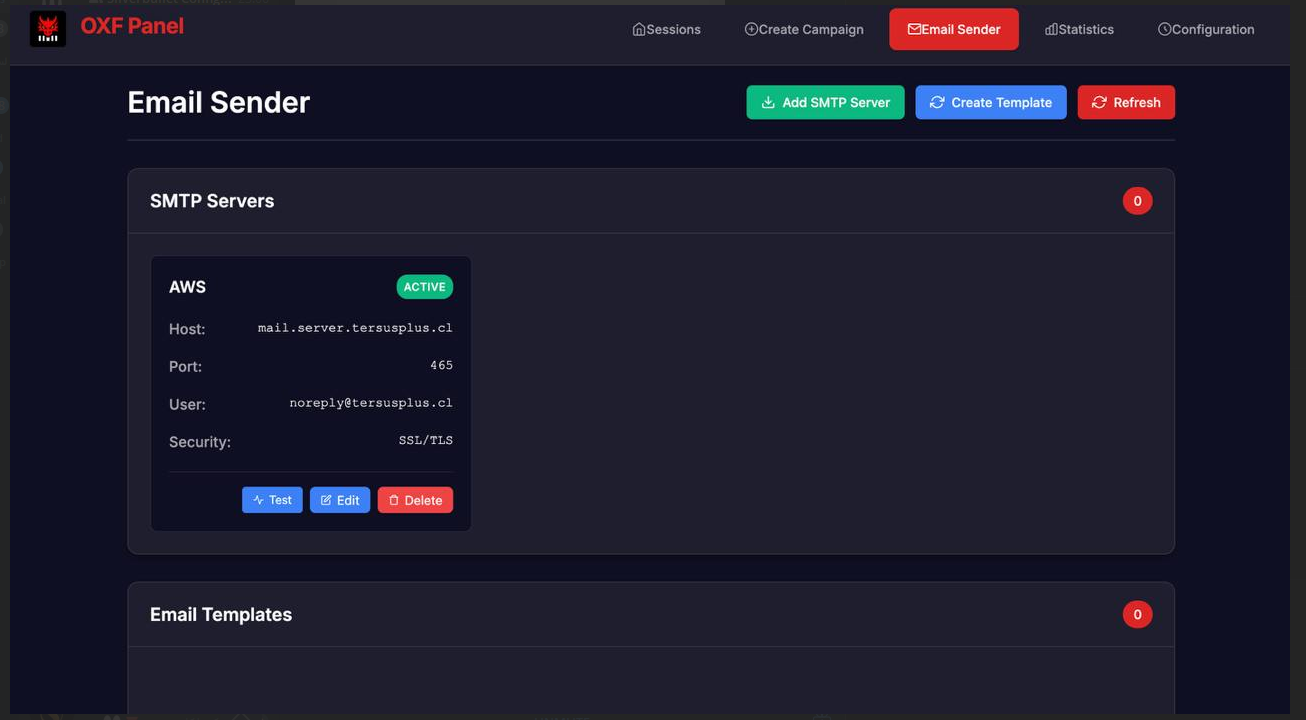 OXF Panel
Sessions
Create Campaign
Email Sender
Statistics
Configuration
Email Sender
Add SMTP Server
Create Template
Refresh
SMTP Servers
0
AWS
ACTIVE
Host: mail.server.tersusplus.cl
Port: 465
User: noreply@tersusplus.cl
Security: SSL/TLS
Test
Edit
Delete
Email Templates
0